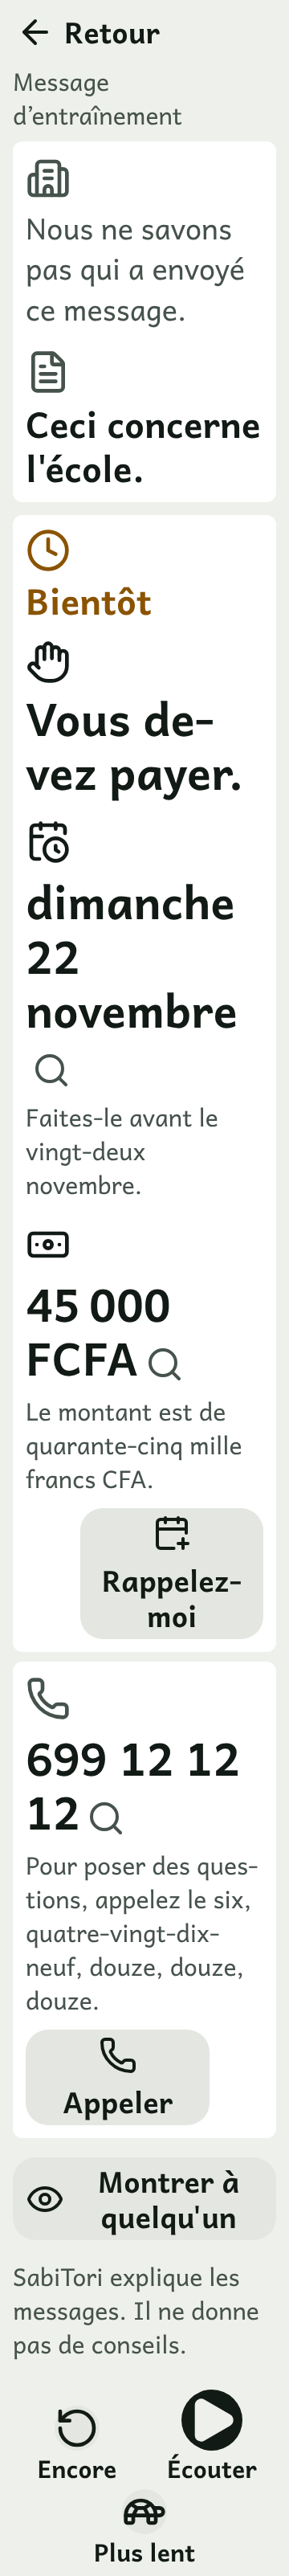 Retour
Message
d’entraînement
Nous ne savons
pas qui a envoyé
ce message.
Ceci concerne
l'école.
Bientôt
Vous de-
vez payer.
dimanche
22
novembre
Faites-le avant le
vingt-deux
novembre.
45 000
FCFA
Le montant est de
quarante-cinq mille
francs CFA.
Rappelez-
moi
699 12 12
12
Pour poser des ques-
tions, appelez le six,
quatre-vingt-dix-
neuf, douze, douze,
douze.
Appeler
Montrer à
quelqu'un
SabiTori explique les
messages. Il ne donne
pas de conseils.
Encore
Écouter
Plus lent